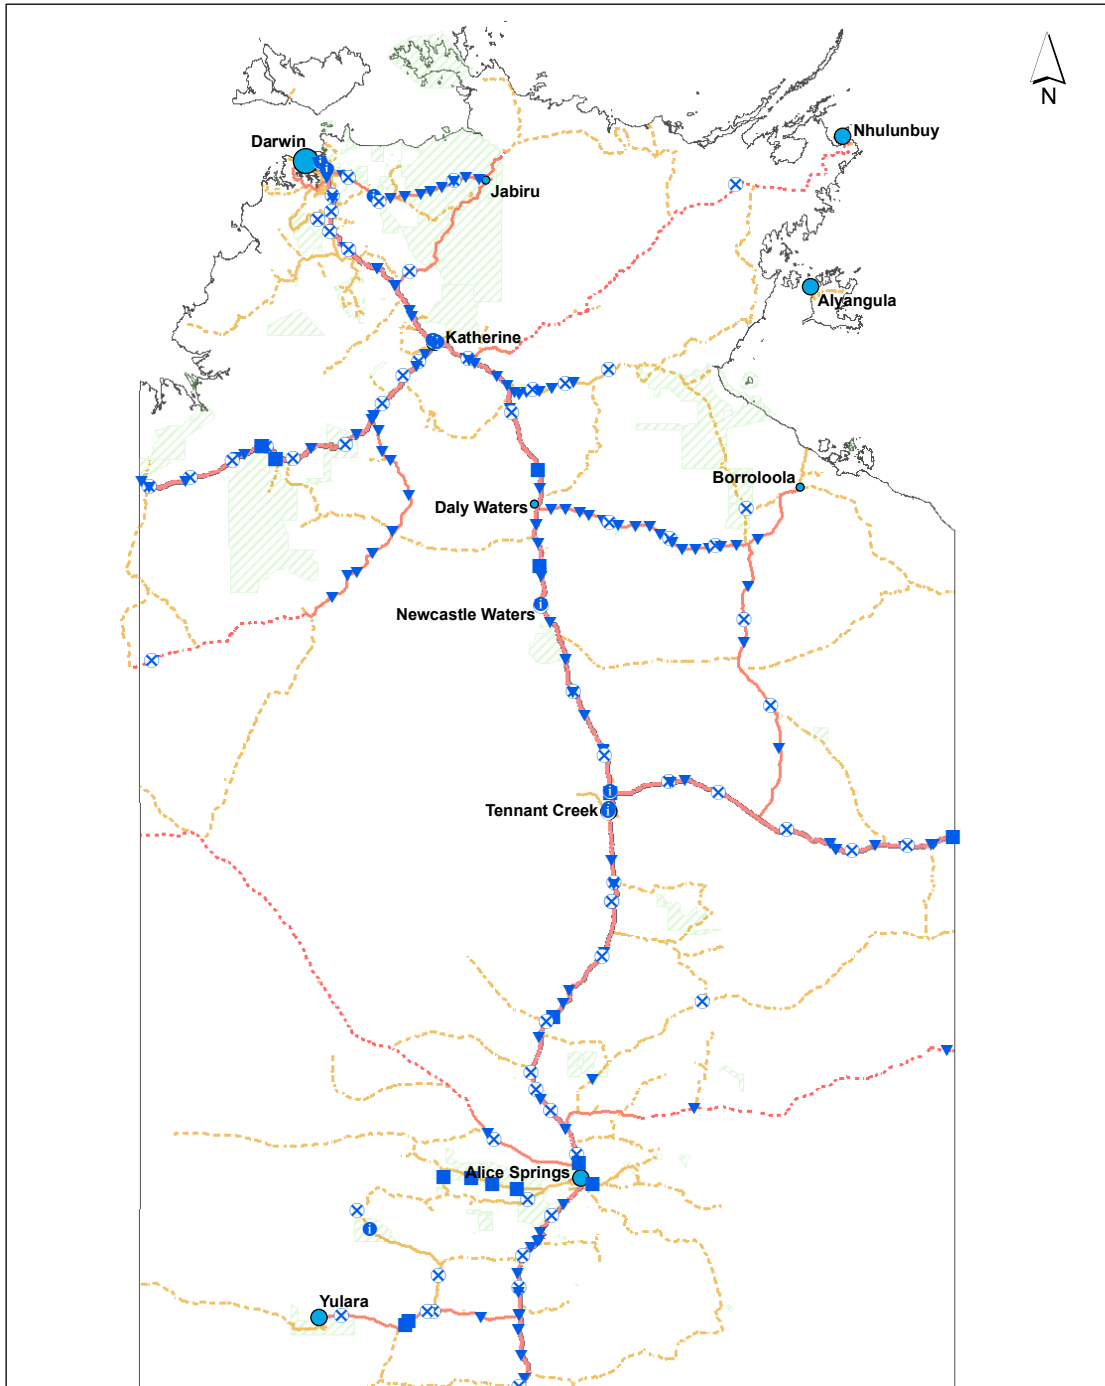 N
Darwin
Nhulunbuy
Jabiru
Alyangula
Katherine
Borroloola
Daly Waters
Newcastle Waters
Tennant Creek
Alice Springs
Yulara